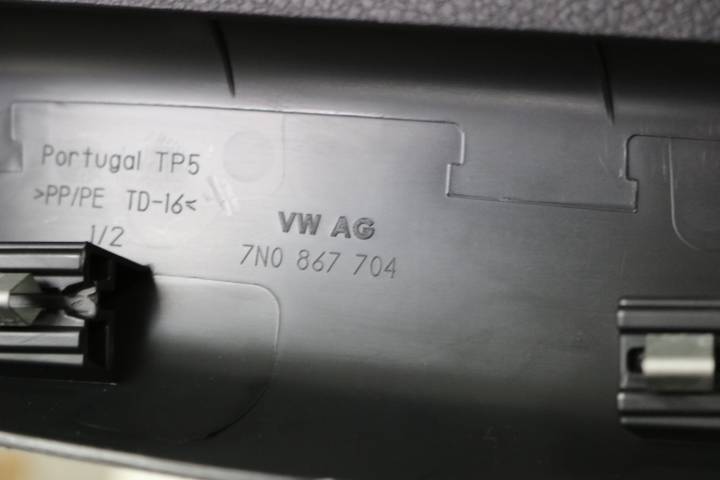 Portugal TP5
>PP/PE TD-16<
1/2
VW AG
7N0 867 704